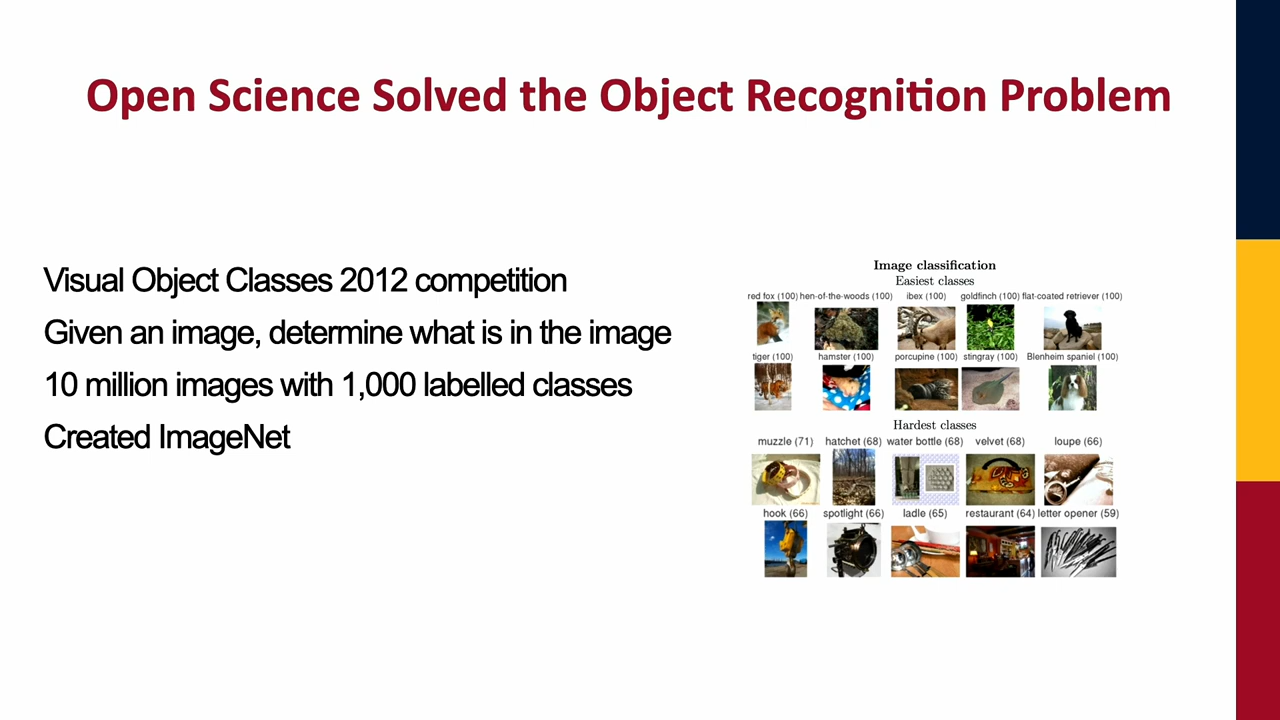 Open Science Solved the Object Recognition Problem
Visual Object Classes 2012 competition
Given an image, determine what is in the image
10 million images with 1,000 labelled classes
Created ImageNet
Image classification
Easiest classes
red fox (100) hen-of-the-woods (100) ibex (100) goldfinch (100) flat-coated retriever (100)
tiger (100) hamster (100) porcupine (100) stingray (100) Blenheim spaniel (100)
Hardest classes
muzzle (71) hatchet (68) water bottle (68) velvet (68) loupe (66)
hook (66) spotlight (66) ladle (65) restaurant (64) letter opener (59)